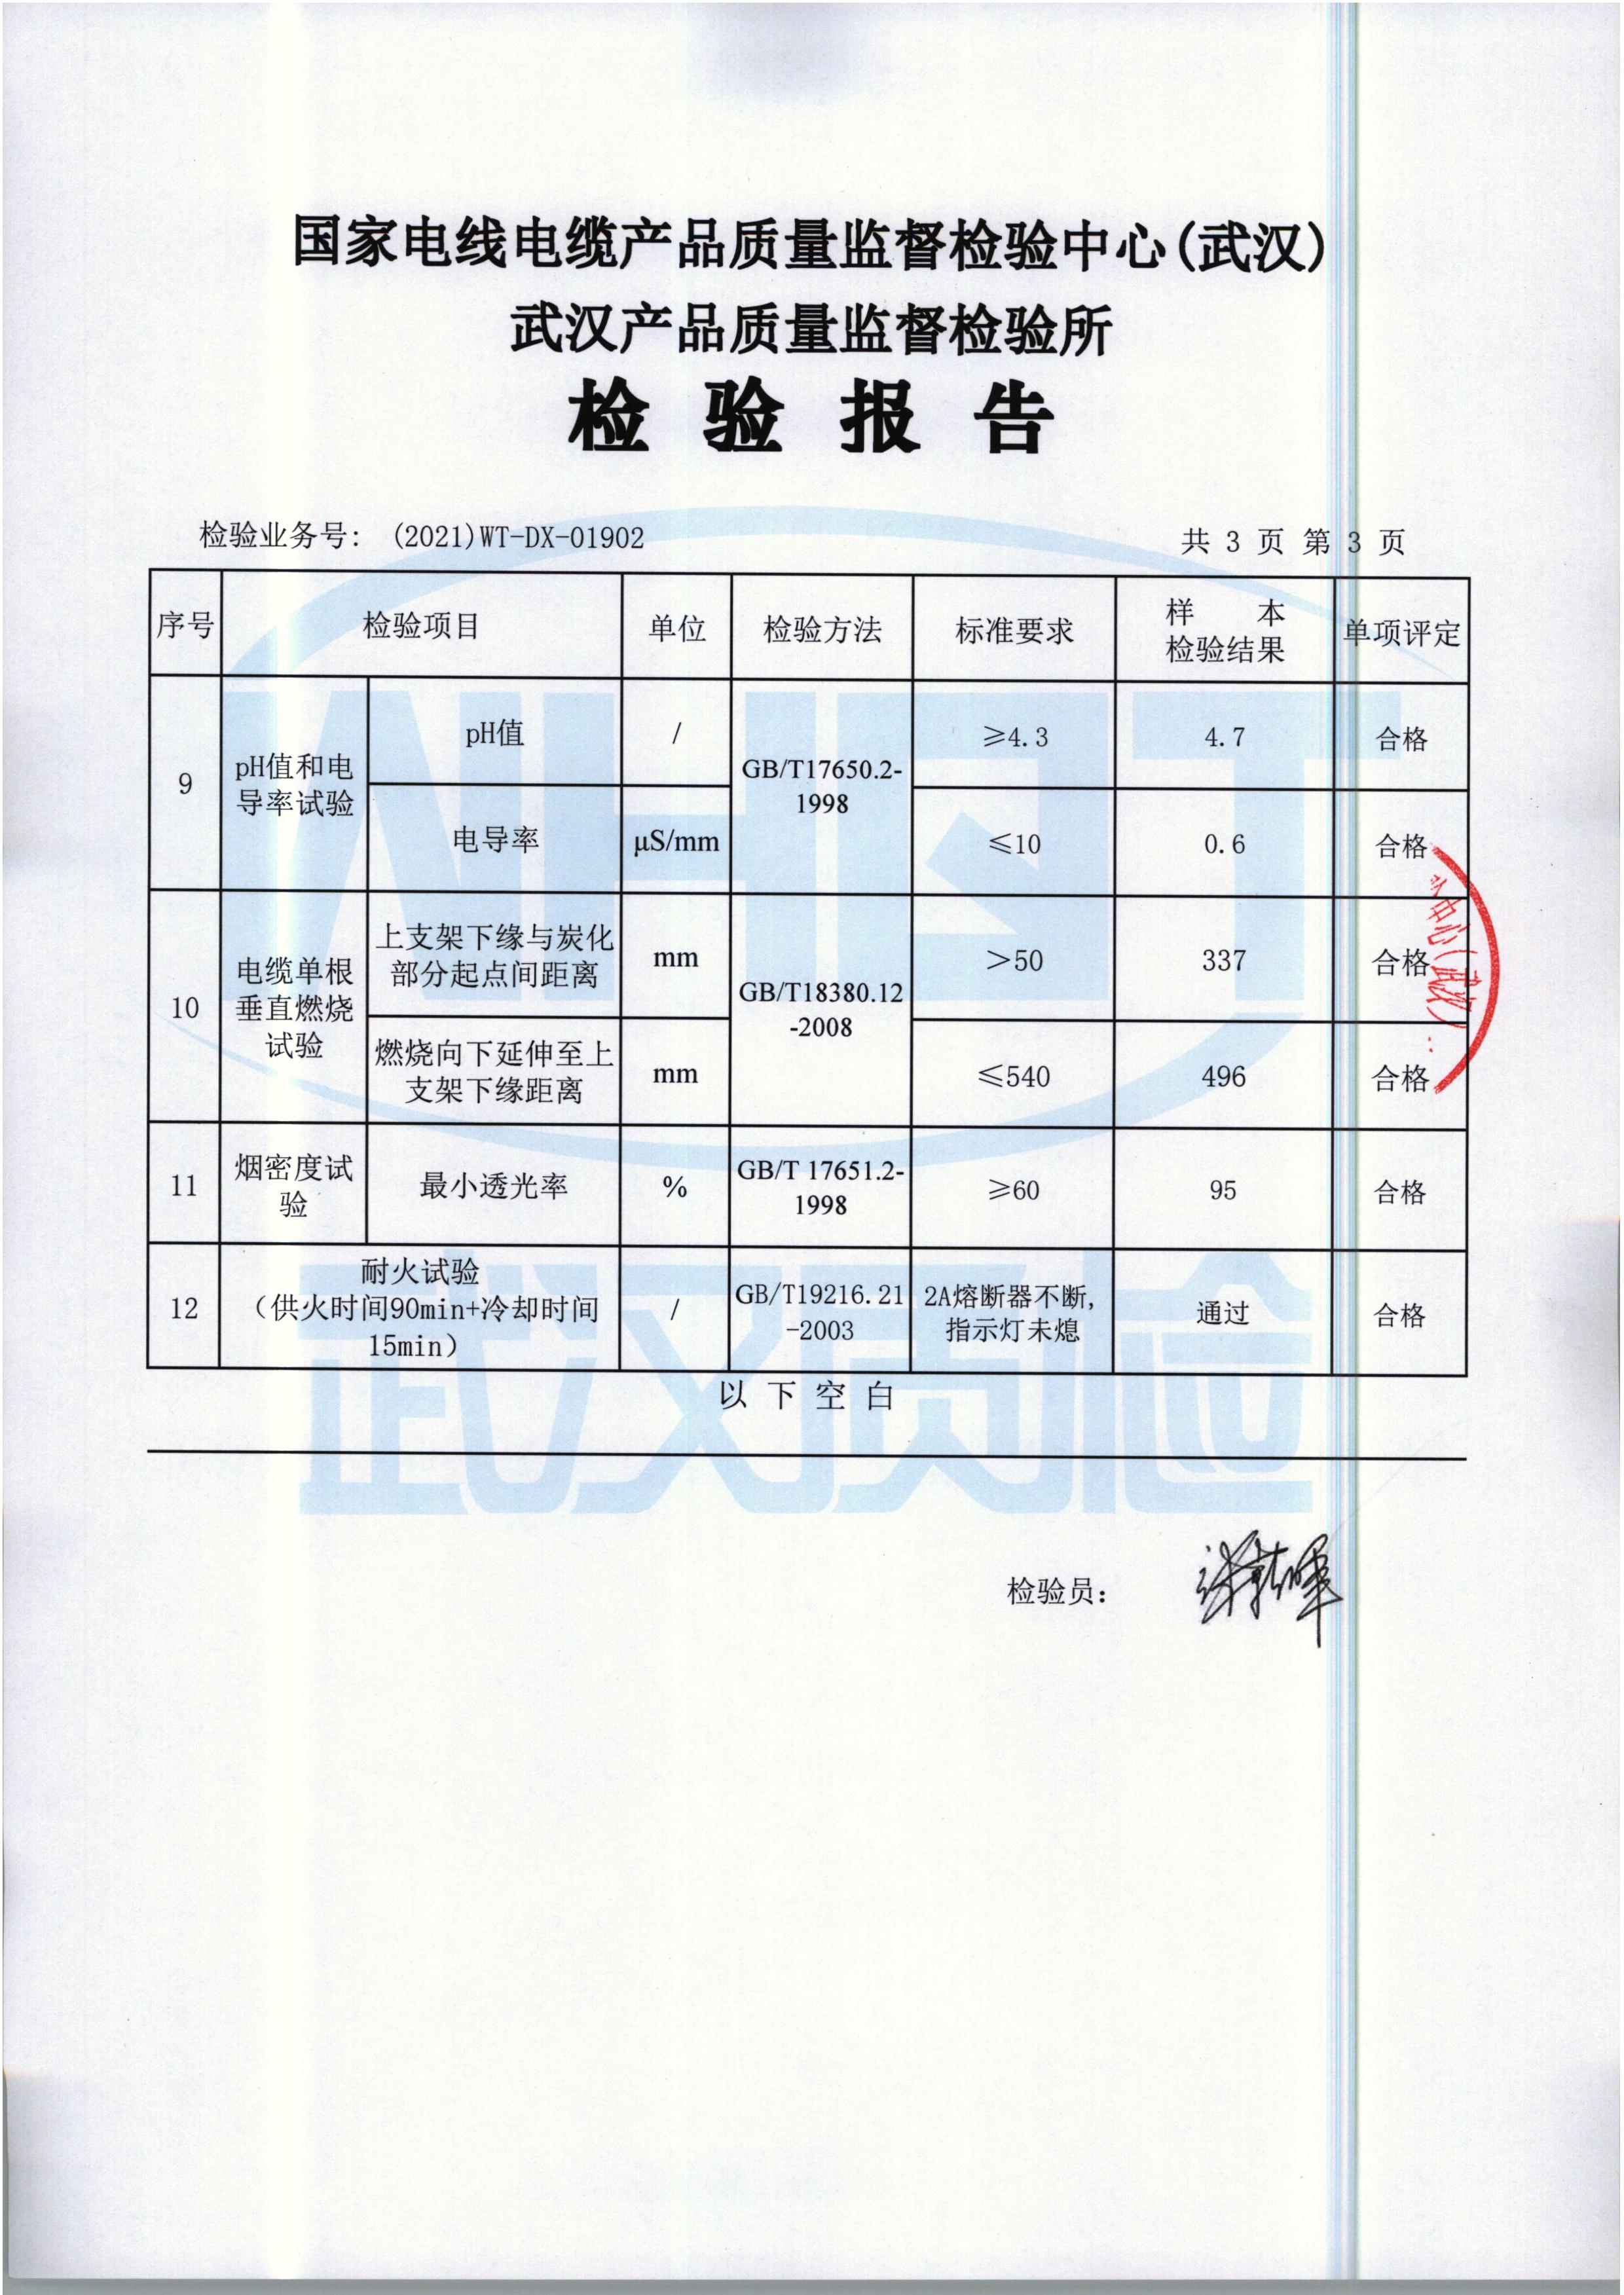 国家电线电缆产品质量监督检验中心(武汉)
武汉产品质量监督检验所
检 验 报 告
检验业务号: (2021)WT-DX-01902
共 3 页 第 3 页
序号 检验项目 单位 检验方法 标准要求 样 本 检验结果 单项评定
9 pH值和电导率试验 pH值 / GB/T17650.2-1998 ≥4.3 4.7 合格
电导率 μS/mm ≤10 0.6 合格
10 电缆单根垂直燃烧试验 上支架下缘与炭化部分起点间距离 mm GB/T18380.12-2008 >50 337 合格
燃烧向下延伸至上支架下缘距离 mm ≤540 496 合格
11 烟密度试验 最小透光率 % GB/T 17651.2-1998 ≥60 95 合格
12 耐火试验（供火时间90min+冷却时间15min） / GB/T19216.21-2003 2A熔断器不断,指示灯未熄 通过 合格
以 下 空 白
检验员：
中心(武汉)
WHQT
武汉质检